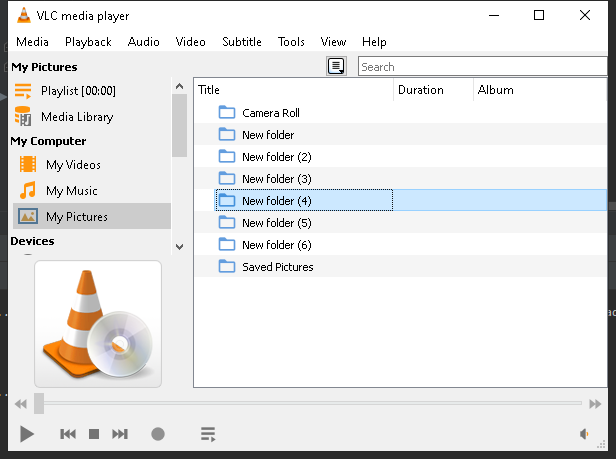 VLC media player
Media Playback Audio Video Subtitle Tools View Help
My Pictures
Search
Playlist [00:00]
Media Library
My Computer
My Videos
My Music
My Pictures
Devices
Title Duration Album
Camera Roll
New folder
New folder (2)
New folder (3)
New folder (4)
New folder (5)
New folder (6)
Saved Pictures